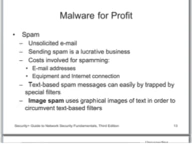 Malware for Profit
• Spam
– Unsolicited e-mail
– Sending spam is a lucrative business
– Costs involved for spamming:
• E-mail addresses
• Equipment and Internet connection
– Text-based spam messages can easily be trapped by
special filters
– Image spam uses graphical images of text in order to
circumvent text-based filters
Security+ Guide to Network Security Fundamentals, Third Edition